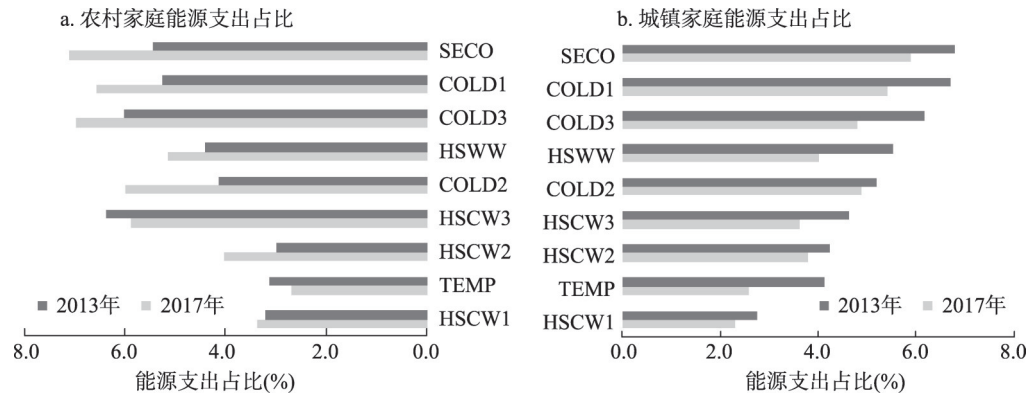 a. 农村家庭能源支出占比
SECO
COLD1
COLD3
HSWW
COLD2
HSCW3
HSCW2
TEMP
HSCW1
2013年 2017年
8.0 6.0 4.0 2.0 0.0
能源支出占比(%)
b. 城镇家庭能源支出占比
SECO
COLD1
COLD3
HSWW
COLD2
HSCW3
HSCW2
TEMP
HSCW1
2013年 2017年
0.0 2.0 4.0 6.0 8.0
能源支出占比(%)